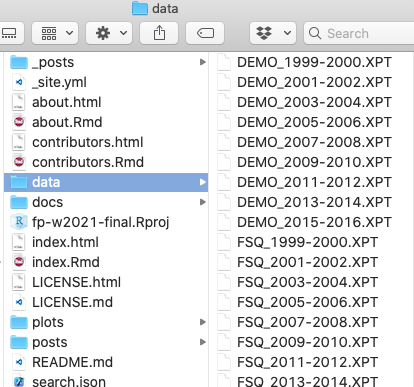 data
Search
_posts
_site.yml
about.html
about.Rmd
contributors.html
contributors.Rmd
data
docs
fp-w2021-final.Rproj
index.html
index.Rmd
LICENSE.html
LICENSE.md
plots
posts
README.md
search.json
DEMO_1999-2000.XPT
DEMO_2001-2002.XPT
DEMO_2003-2004.XPT
DEMO_2005-2006.XPT
DEMO_2007-2008.XPT
DEMO_2009-2010.XPT
DEMO_2011-2012.XPT
DEMO_2013-2014.XPT
DEMO_2015-2016.XPT
FSQ_1999-2000.XPT
FSQ_2001-2002.XPT
FSQ_2003-2004.XPT
FSQ_2005-2006.XPT
FSQ_2007-2008.XPT
FSQ_2009-2010.XPT
FSQ_2011-2012.XPT
FSQ_2013-2014.XPT